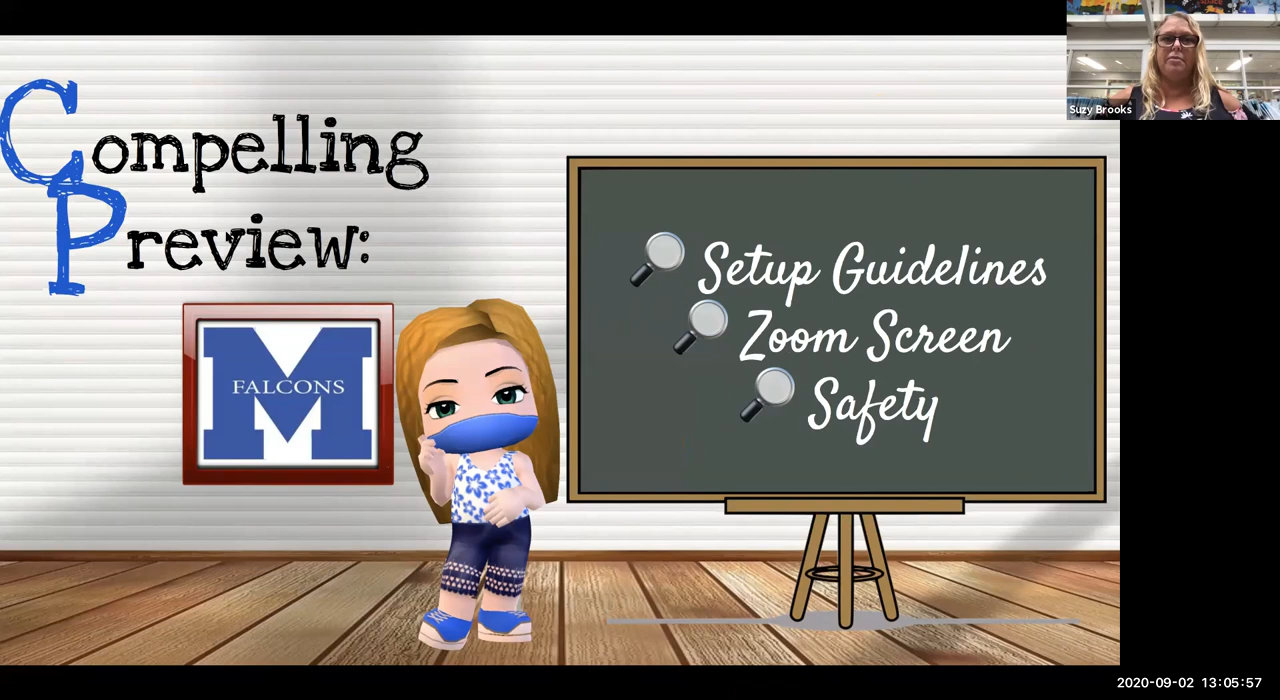 Compelling
Preview:
FALCONS
M
Setup Guidelines
Zoom Screen
Safety
Suzy Brooks
2020-09-02 13:05:57